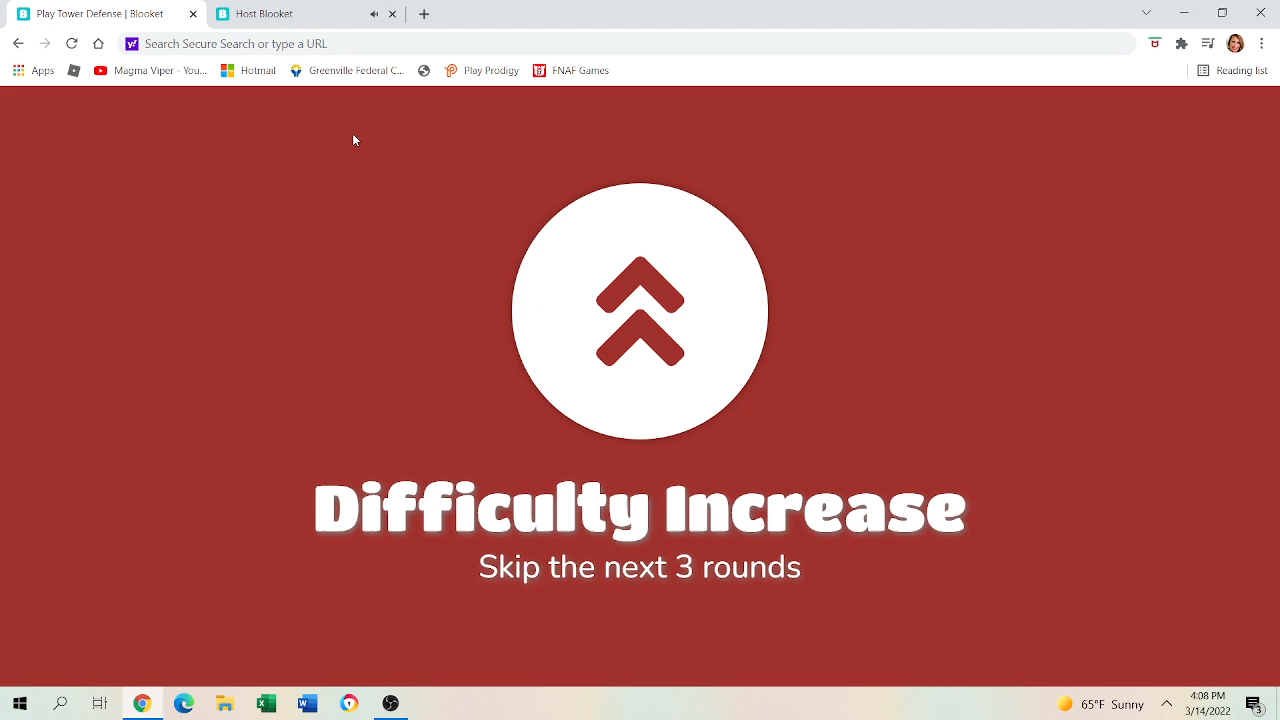 Play Tower Defense | Blooket
Host Blooket
Search Secure Search or type a URL
Apps
Magma Viper - You...
Hotmail
Greenville Federal C...
Play Prodigy
FNAF Games
Reading list
Difficulty Increase
Skip the next 3 rounds
65°F Sunny
4:08 PM
3/14/2022
3